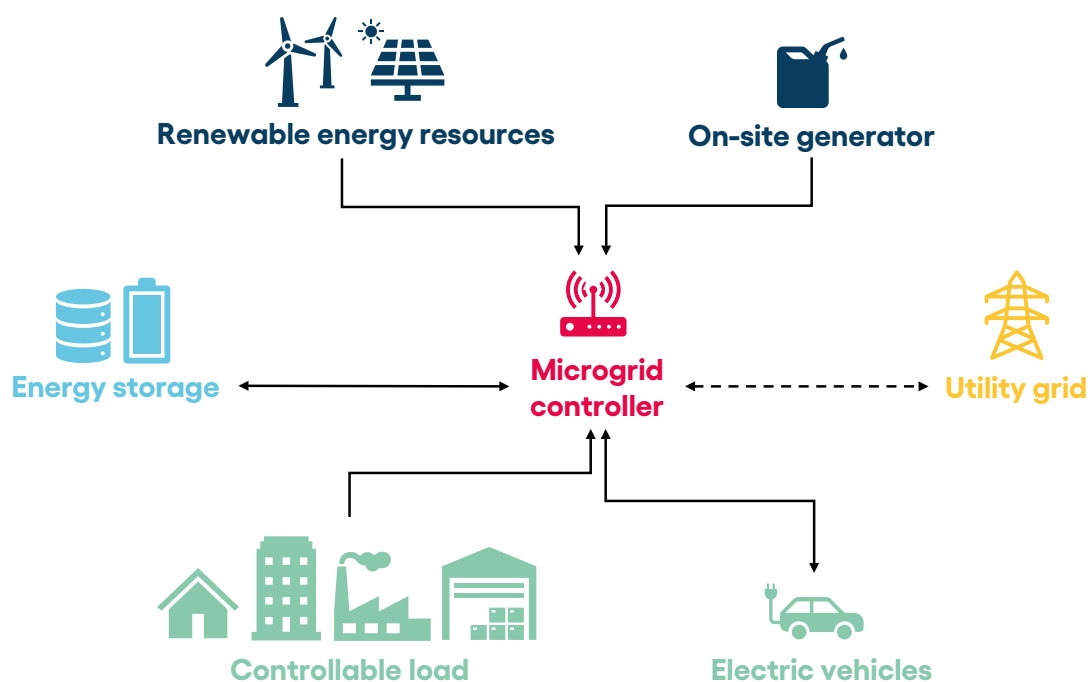 Renewable energy resources
On-site generator
Energy storage
Microgrid
controller
Utility grid
Controllable load
Electric vehicles